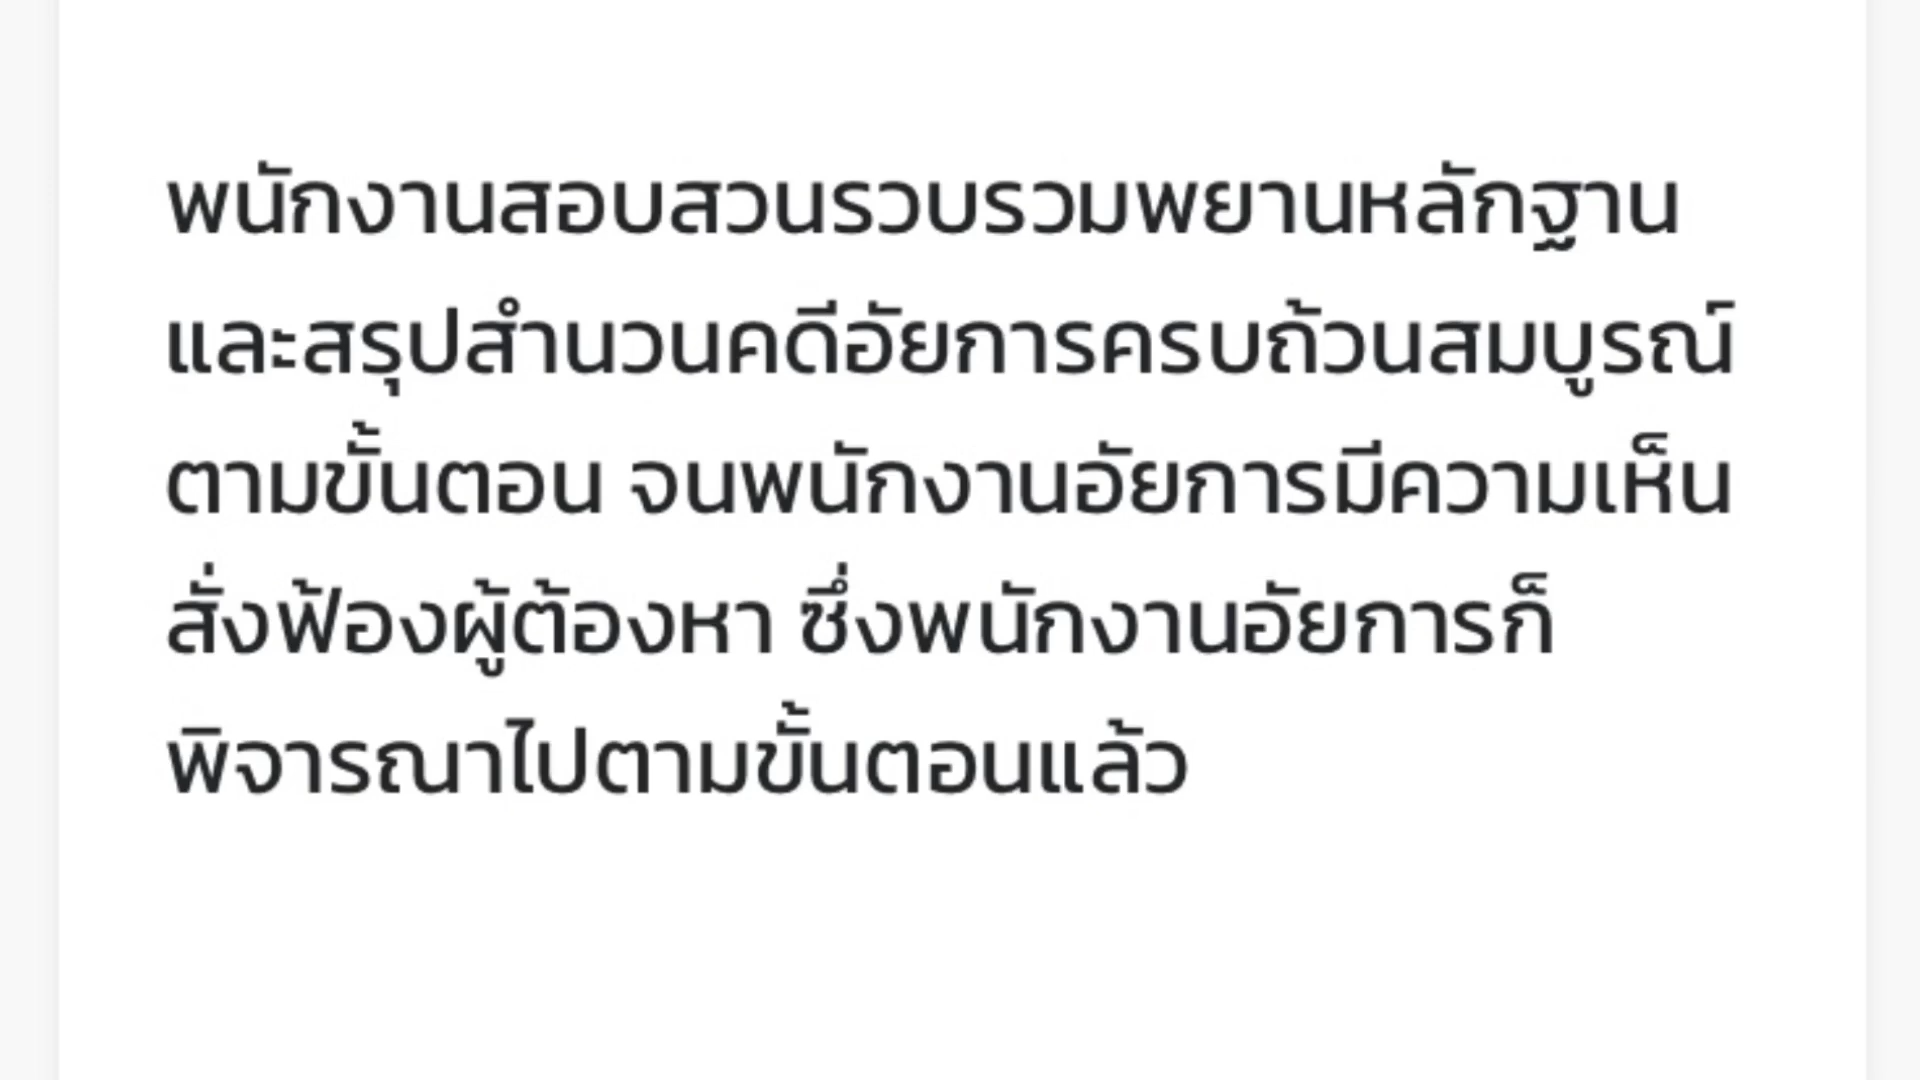 พนักงานสอบสวนรวบรวมพยานหลักฐาน
และสรุปสำนวนคดีอัยการครบถ้วนสมบูรณ์
ตามขั้นตอน จนพนักงานอัยการมีความเห็น
สั่งฟ้องผู้ต้องหา ซึ่งพนักงานอัยการก็
พิจารณาไปตามขั้นตอนแล้ว